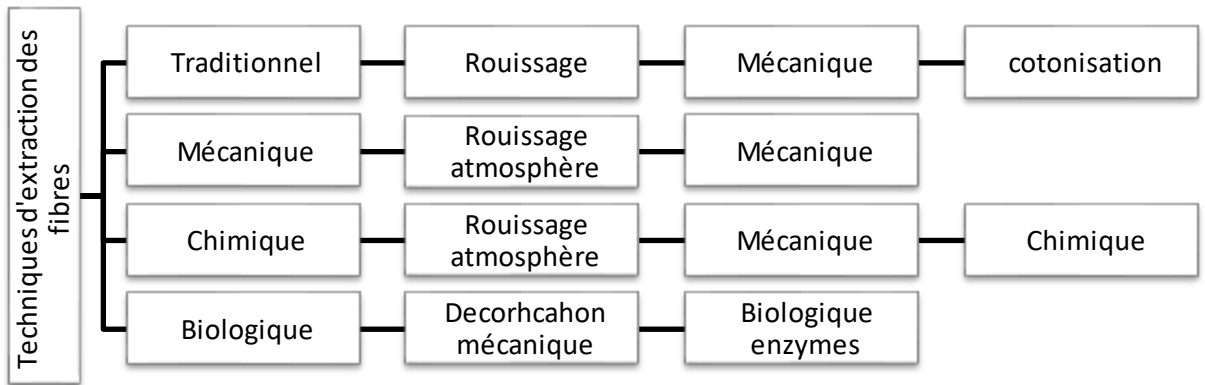 Techniques d'extraction des
fibres
Traditionnel
Rouissage
Mécanique
cotonisation
Mécanique
Rouissage
atmosphère
Mécanique
Chimique
Rouissage
atmosphère
Mécanique
Chimique
Biologique
Decorhcahon
mécanique
Biologique
enzymes